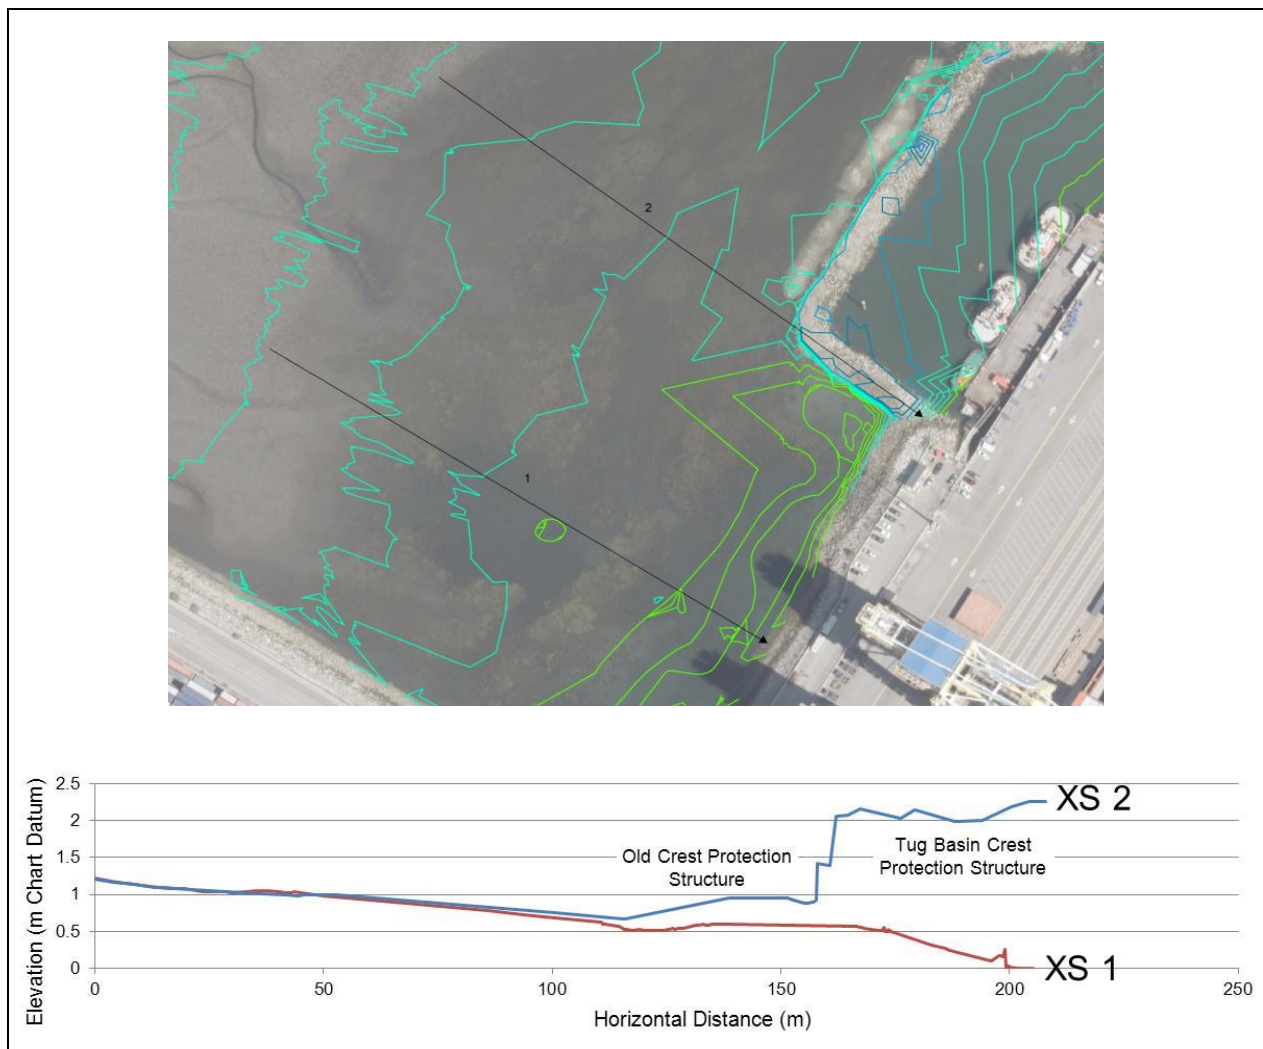 2
1
2.5
2
1.5
1
0.5
0
Elevation (m Chart Datum)
XS 2
Old Crest Protection
Structure
Tug Basin Crest
Protection Structure
XS 1
0
50
100
150
200
250
Horizontal Distance (m)